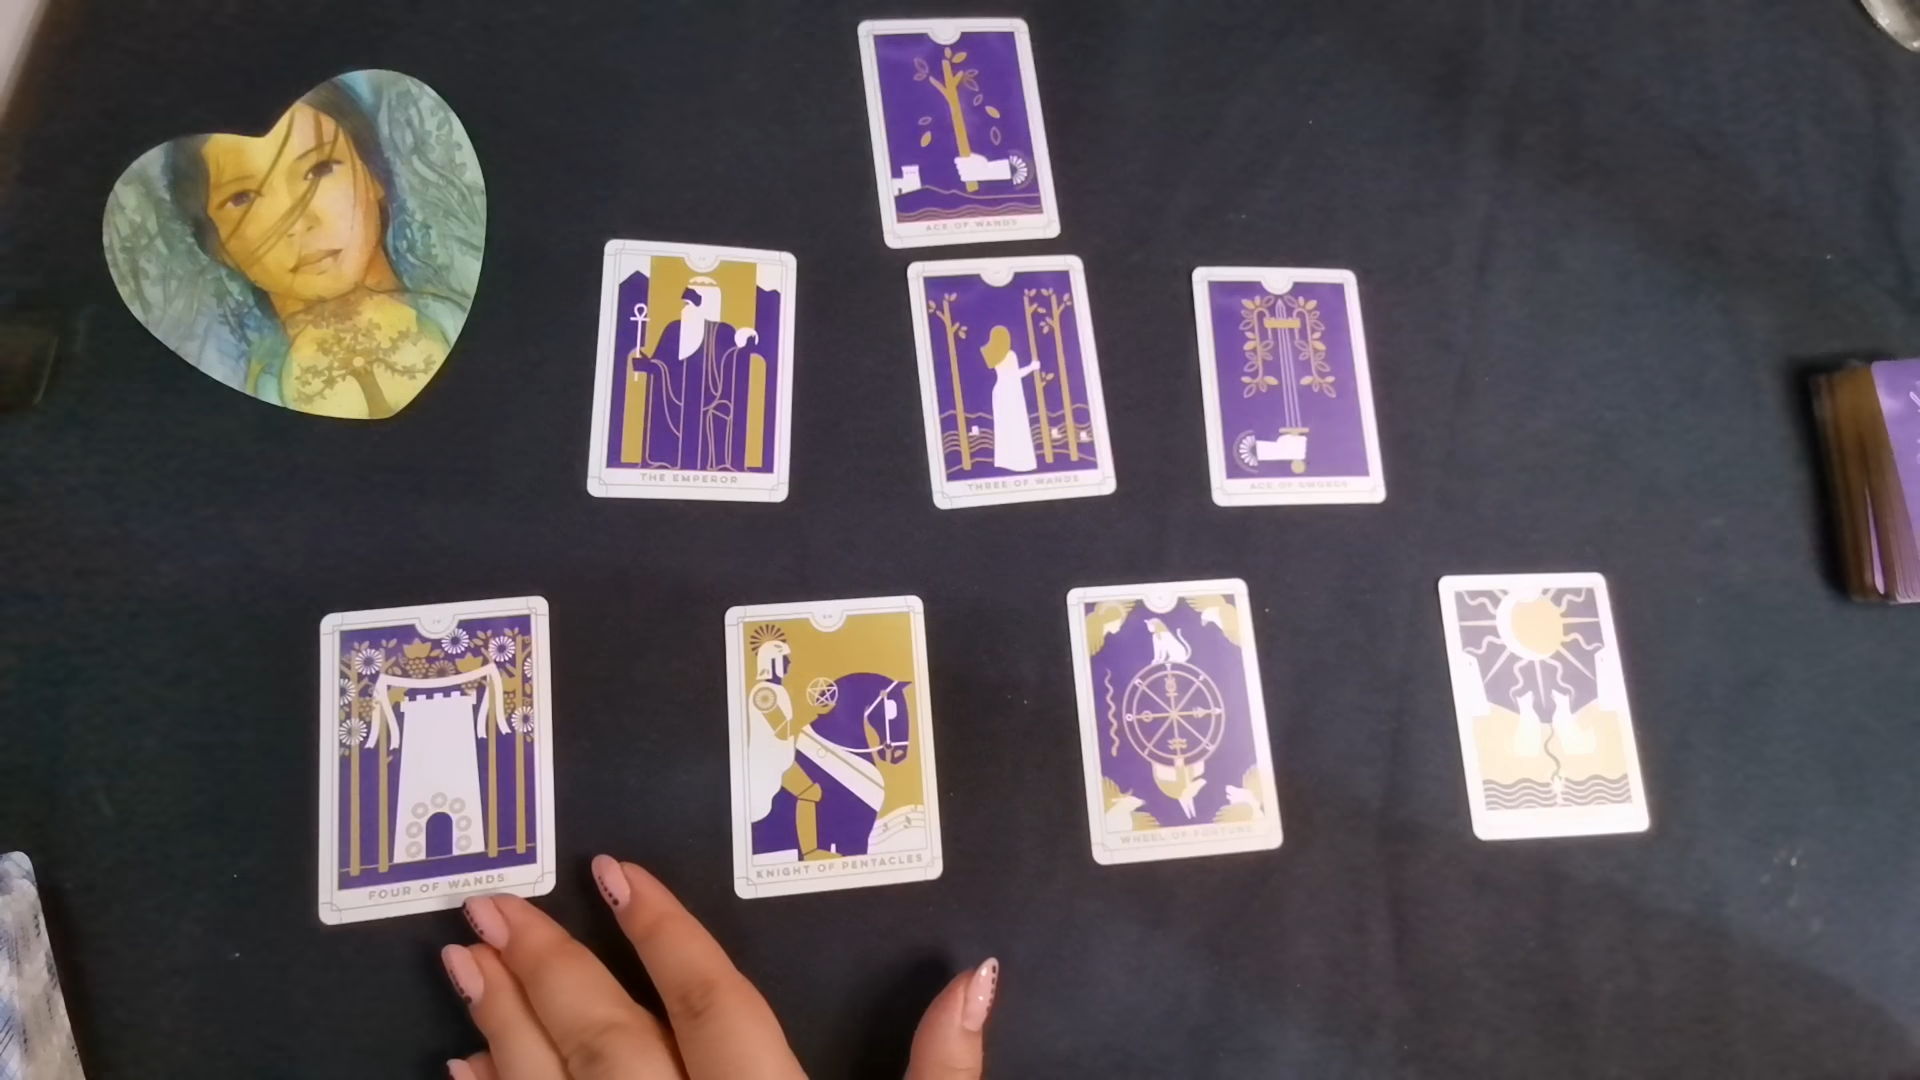 ACE OF WANDS
THE EMPEROR
THREE OF WANDS
ACE OF SWORDS
FOUR OF WANDS
KNIGHT OF PENTACLES
WHEEL OF FORTUNE